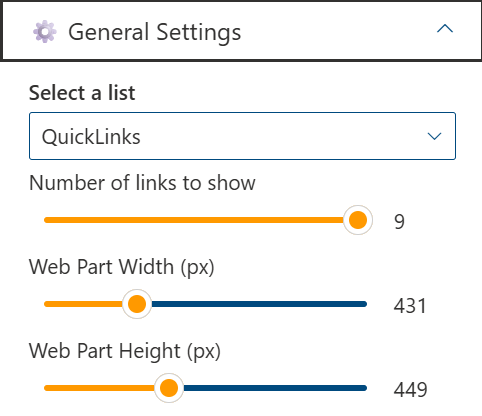 General Settings
Select a list
QuickLinks
Number of links to show
9
Web Part Width (px)
431
Web Part Height (px)
449